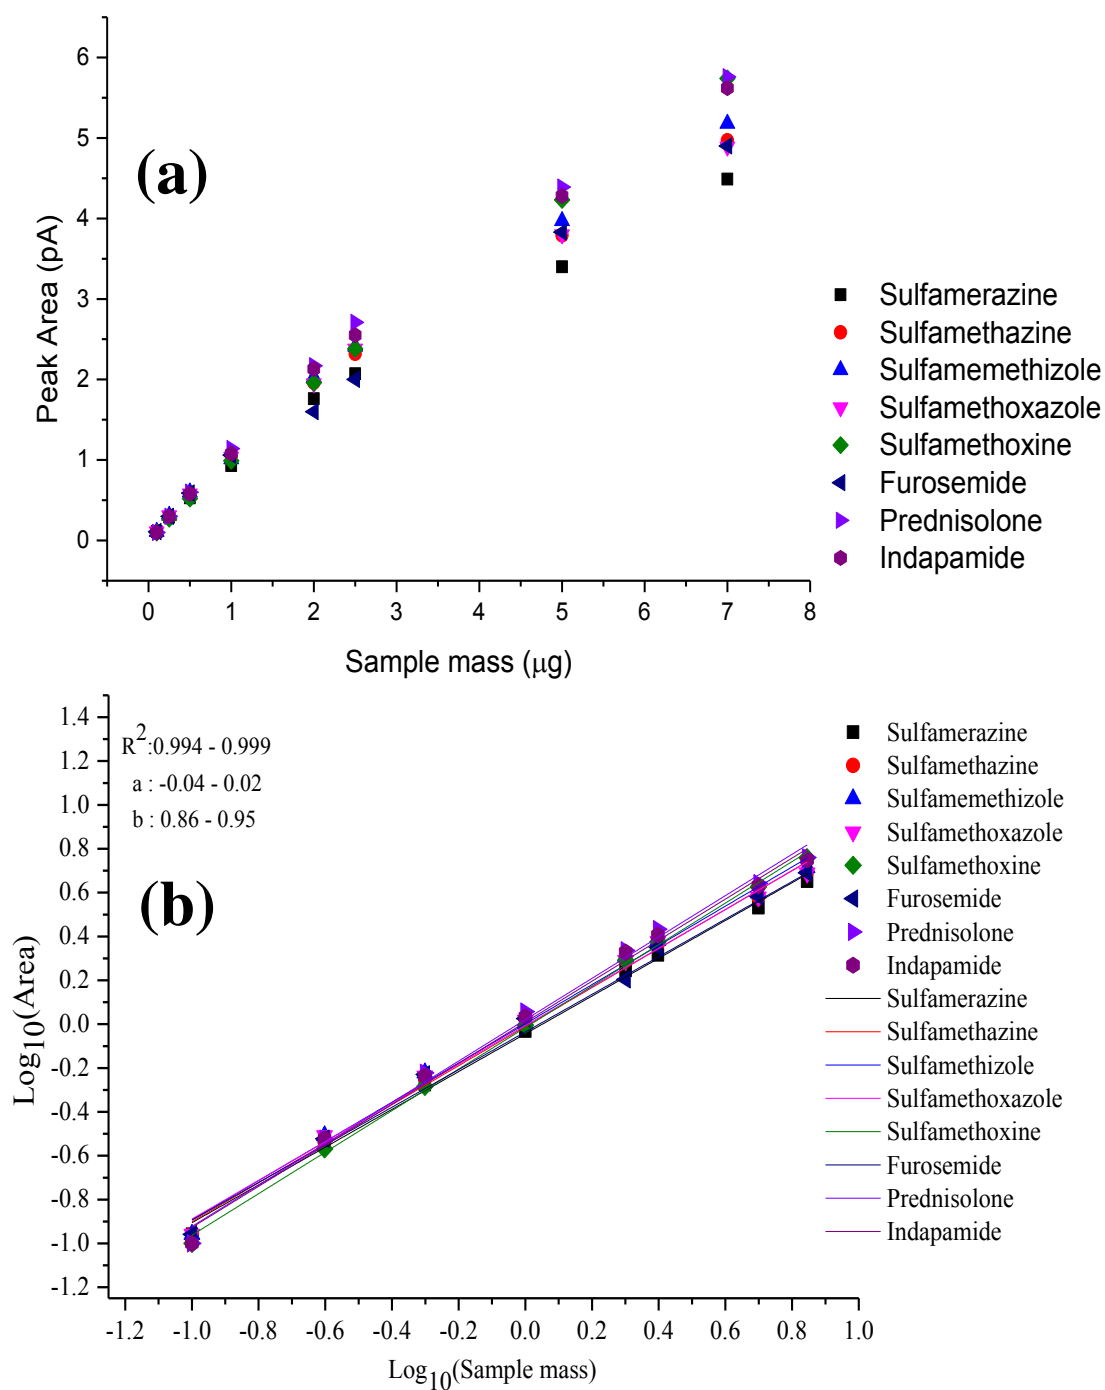 6
5
4
3
2
1
0
Peak Area (pA)
(a)
0 1 2 3 4 5 6 7 8
Sample mass (μg)
Sulfamerazine
Sulfamethazine
Sulfamemethizole
Sulfamethoxazole
Sulfamethoxine
Furosemide
Prednisolone
Indapamide
1.4
1.2
1.0
0.8
0.6
0.4
0.2
0.0
-0.2
-0.4
-0.6
-0.8
-1.0
-1.2
Log10(Area)
R2:0.994 - 0.999
a : -0.04 - 0.02
b : 0.86 - 0.95
(b)
-1.2 -1.0 -0.8 -0.6 -0.4 -0.2 0.0 0.2 0.4 0.6 0.8 1.0
Log10(Sample mass)
Sulfamerazine
Sulfamethazine
Sulfamemethizole
Sulfamethoxazole
Sulfamethoxine
Furosemide
Prednisolone
Indapamide
Sulfamerazine
Sulfamethazine
Sulfamethizole
Sulfamethoxazole
Sulfamethoxine
Furosemide
Prednisolone
Indapamide